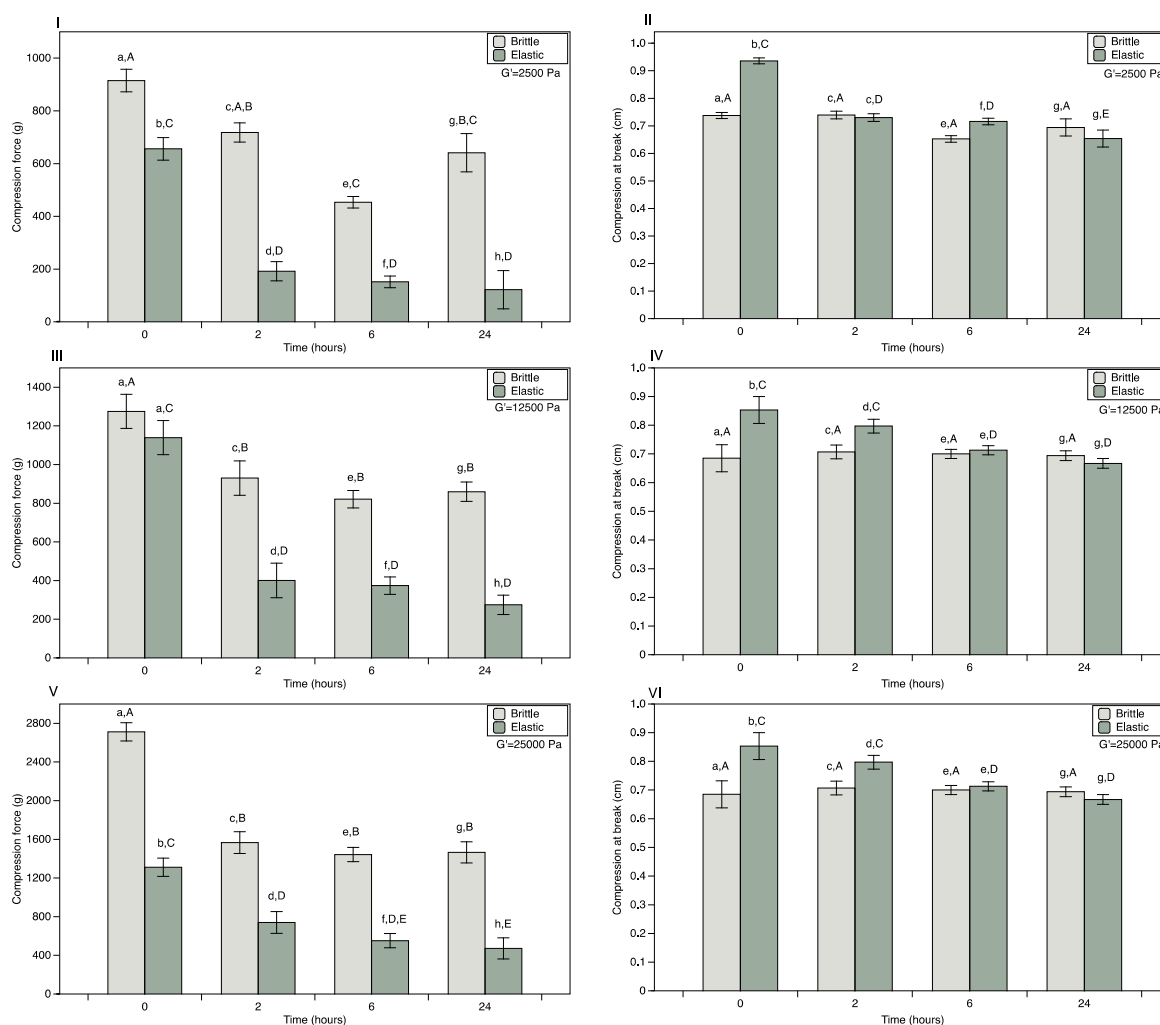 I
Brittle
Elastic
G'=2500 Pa
Compression force (g)
1000
800
600
400
200
0
a,A
b,C
c,A,B
d,D
e,C
f,D
g,B,C
h,D
0 2 6 24
Time (hours)
II
Brittle
Elastic
G'=2500 Pa
Compression at break (cm)
1.0
0.9
0.8
0.7
0.6
0.5
0.4
0.3
0.2
0.1
0
a,A
b,C
c,A
c,D
e,A
f,D
g,A
g,E
0 2 6 24
Time (hours)
III
Brittle
Elastic
G'=12500 Pa
Compression force (g)
1400
1200
1000
800
600
400
200
0
a,A
a,C
c,B
d,D
e,B
f,D
g,B
h,D
0 2 6 24
Time (hours)
IV
Brittle
Elastic
G'=12500 Pa
Compression at break (cm)
1.0
0.9
0.8
0.7
0.6
0.5
0.4
0.3
0.2
0.1
0
a,A
b,C
c,A
d,C
e,A
e,D
g,A
g,D
0 2 6 24
Time (hours)
V
Brittle
Elastic
G'=25000 Pa
Compression force (g)
2800
2400
2000
1600
1200
800
400
0
a,A
b,C
c,B
d,D
e,B
f,D,E
g,B
h,E
0 2 6 24
Time (hours)
VI
Brittle
Elastic
G'=25000 Pa
Compression at break (cm)
1.0
0.9
0.8
0.7
0.6
0.5
0.4
0.3
0.2
0.1
0
a,A
b,C
c,A
d,C
e,A
e,D
g,A
g,D
0 2 6 24
Time (hours)